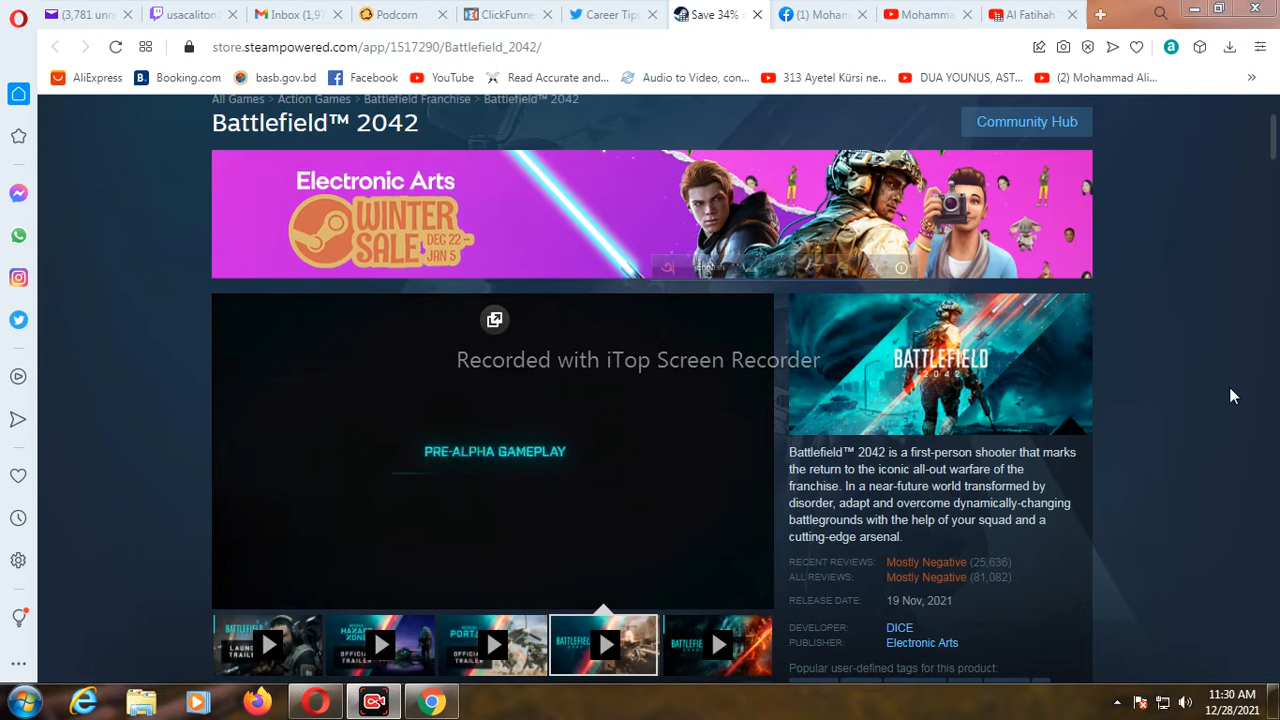 (3,781 unre
usacaliton1
Inbox (1,97
Podcorn
ClickFunne
Career Tips
Save 34% o
(1) Moham
Mohamma
Al Fatihah
store.steampowered.com/app/1517290/Battlefield_2042/
AliExpress
Booking.com
basb.gov.bd
Facebook
YouTube
Read Accurate and...
Audio to Video, con...
313 Ayetel Kürsi ne...
DUA YOUNUS, AST...
(2) Mohammad Ali...
All Games > Action Games > Battlefield Franchise > Battlefield™ 2042
Battlefield™ 2042
Community Hub
Electronic Arts
WINTER
SALE
DEC 22 -
JAN 5
Recorded with iTop Screen Recorder
PRE-ALPHA GAMEPLAY
BATTLEFIELD
2042
Battlefield™ 2042 is a first-person shooter that marks
the return to the iconic all-out warfare of the
franchise. In a near-future world transformed by
disorder, adapt and overcome dynamically-changing
battlegrounds with the help of your squad and a
cutting-edge arsenal.
RECENT REVIEWS: Mostly Negative (25,636)
ALL REVIEWS: Mostly Negative (81,082)
RELEASE DATE: 19 Nov, 2021
DEVELOPER: DICE
PUBLISHER: Electronic Arts
Popular user-defined tags for this product:
11:30 AM
12/28/2021